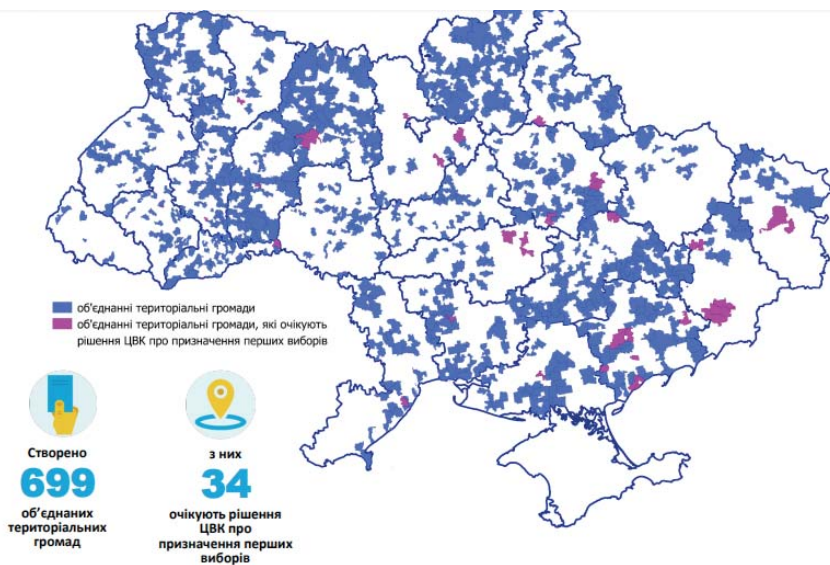 об'єднанні територіальні громади
об'єднанні територіальні громади, які очікують
рішення ЦВК про призначення перших виборів
Створено
699
об’єднаних
територіальних
громад
з них
34
очікують рішення
ЦВК про
призначення перших
виборів